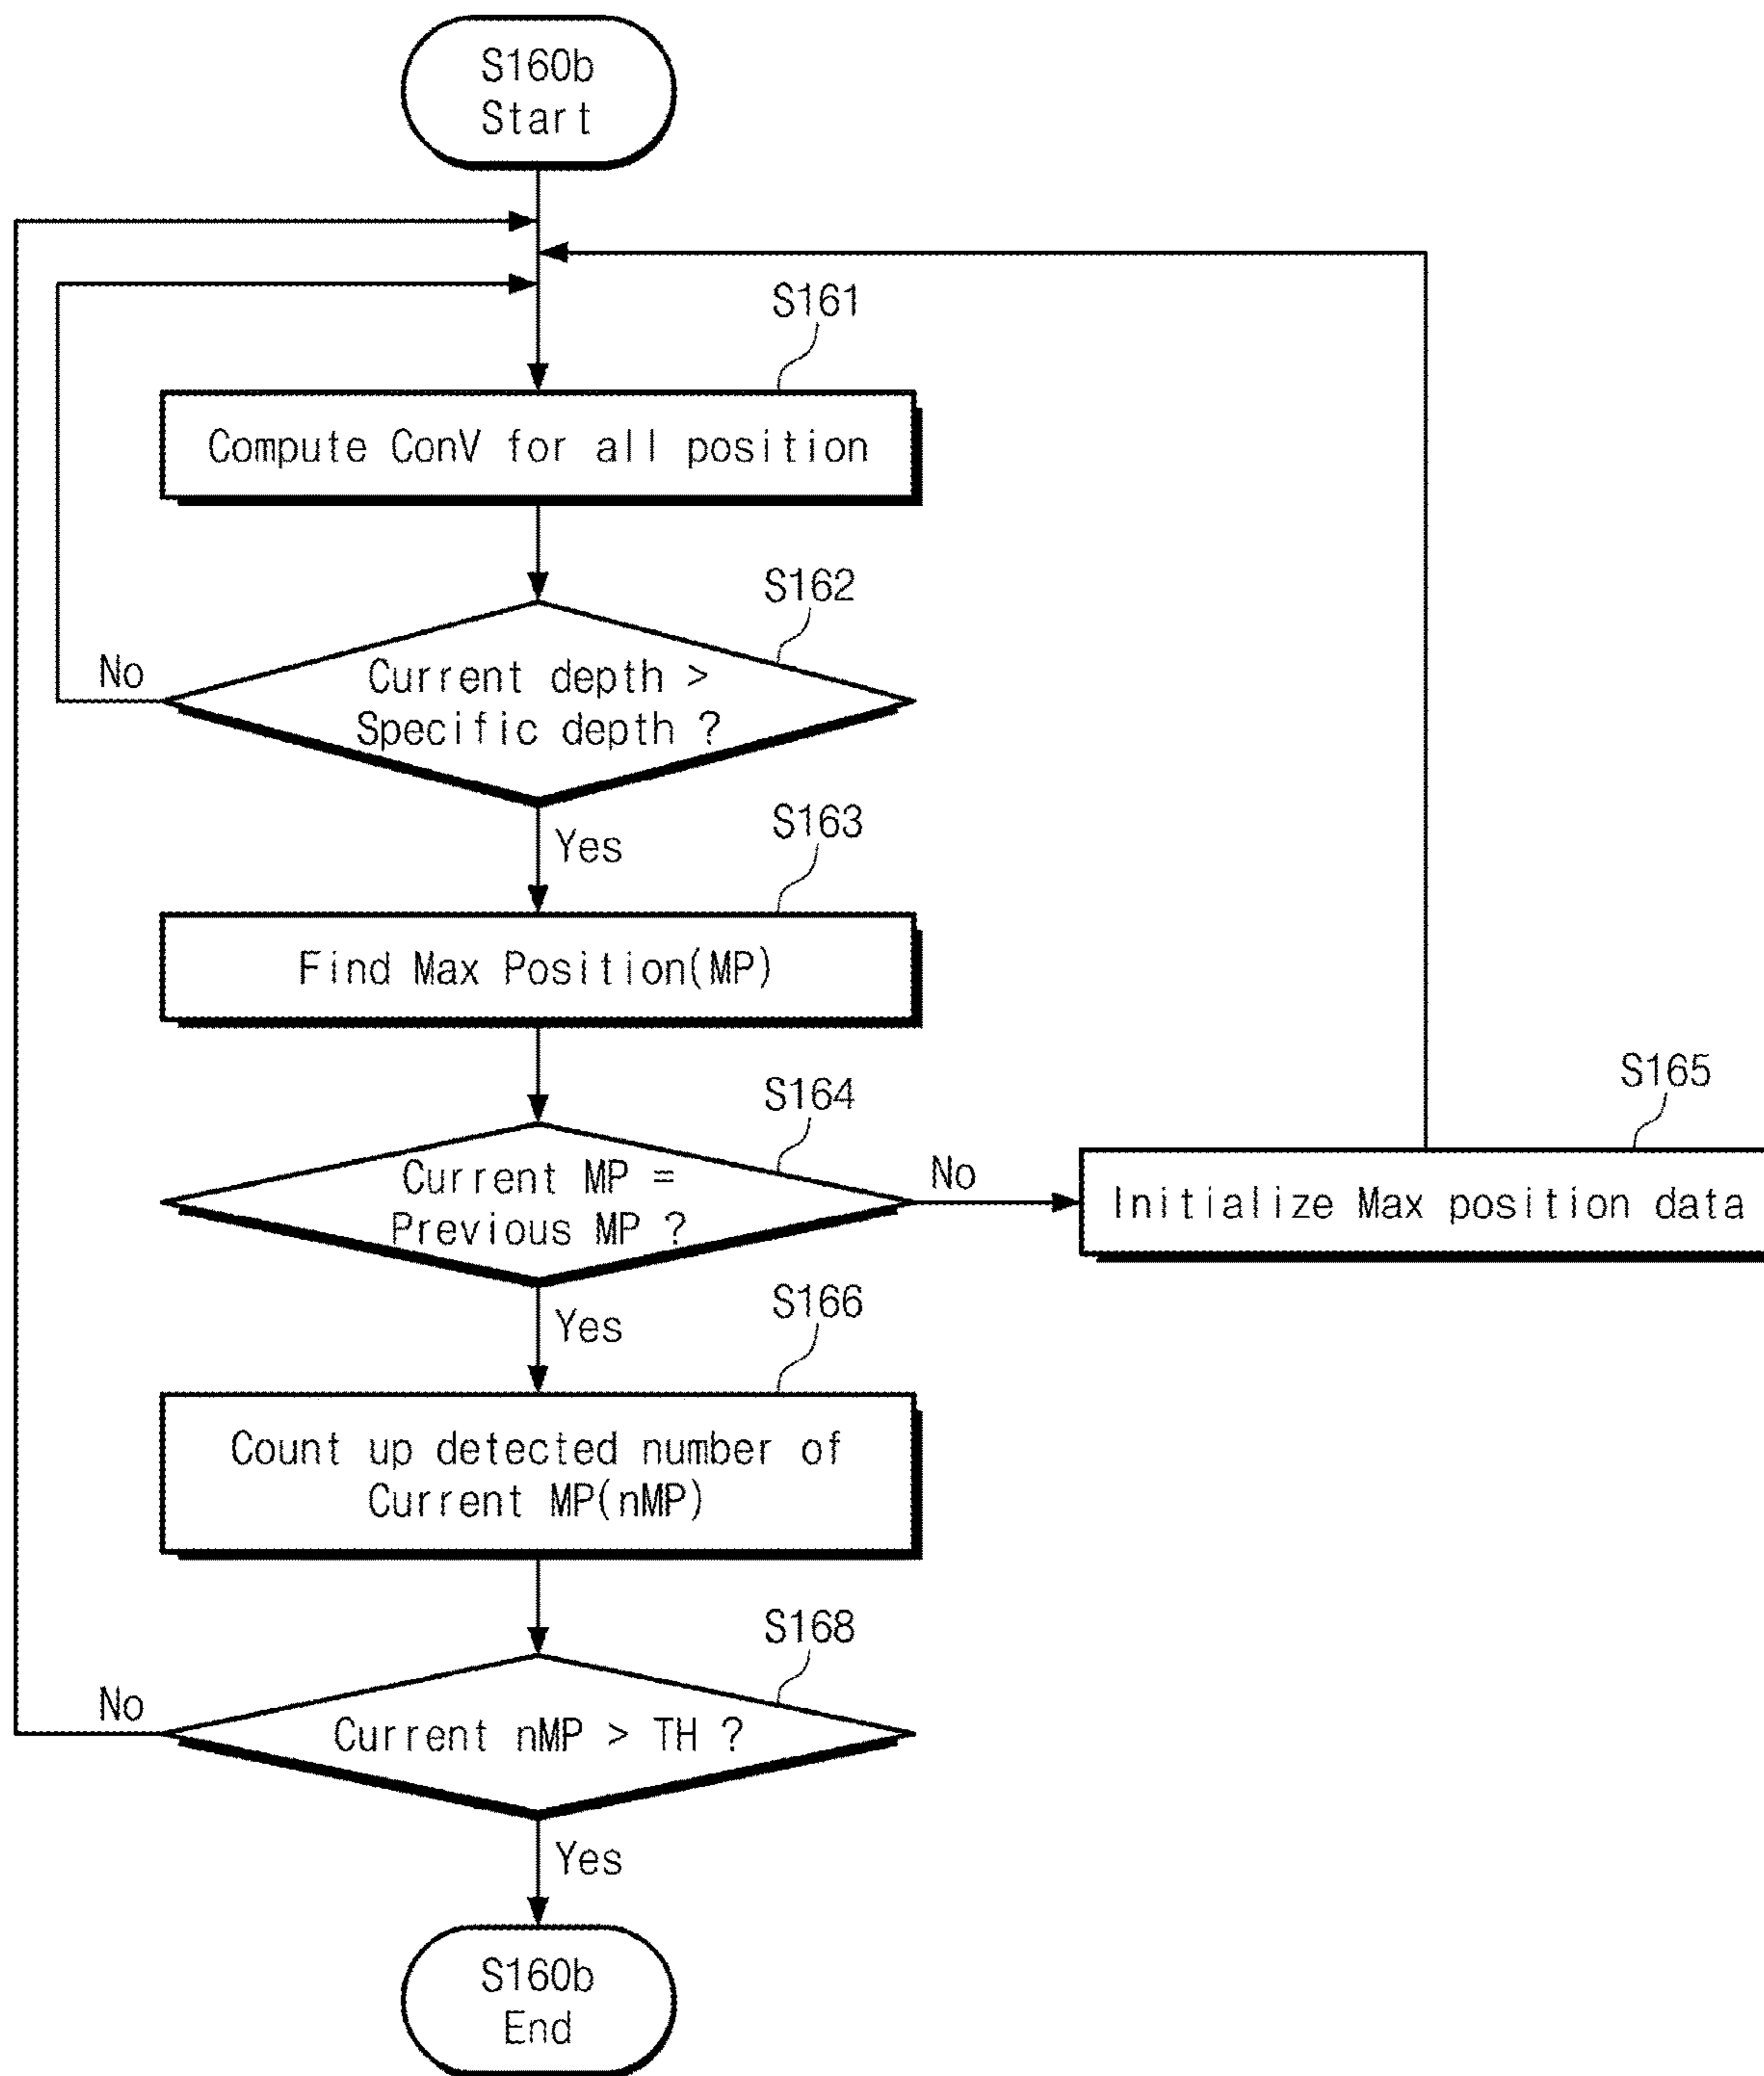 S160b
Start
S161
Compute ConV for all position
S162
No
Current depth >
Specific depth ?
S163
Yes
Find Max Position(MP)
S164
S165
Current MP =
Previous MP ?
No
Initialize Max position data
S166
Yes
Count up detected number of
Current MP(nMP)
S168
No
Current nMP > TH ?
Yes
S160b
End